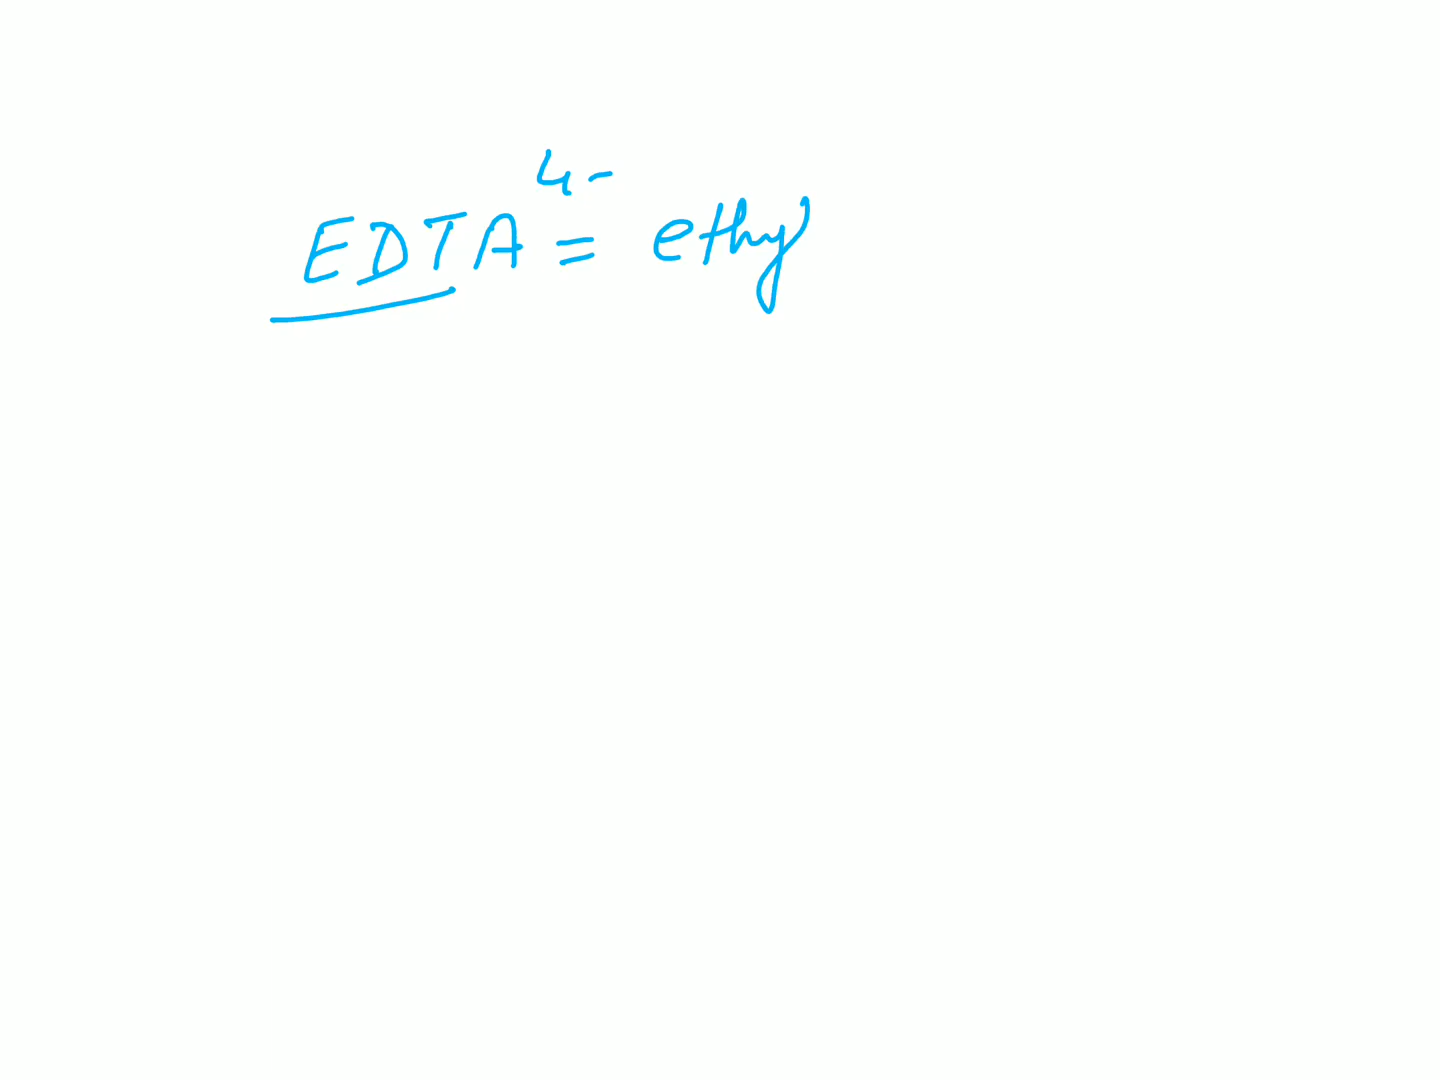 EDTA⁴⁻ = ethy